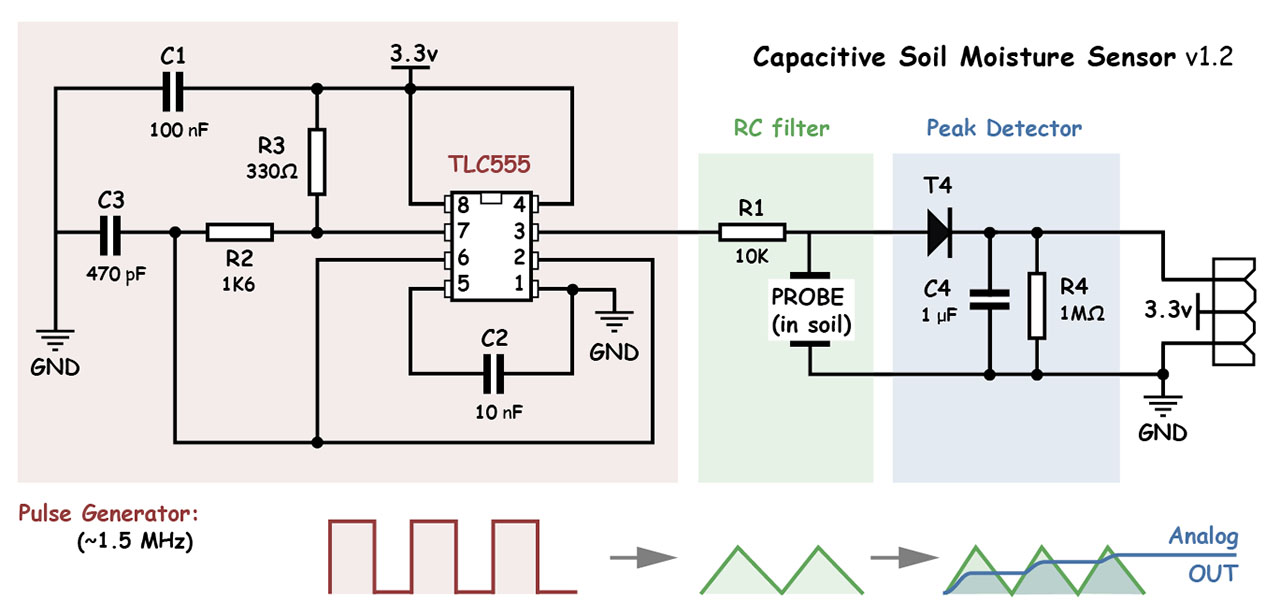 Capacitive Soil Moisture Sensor v1.2
C1
100 nF
3.3v
R3
330Ω
TLC555
C3
470 pF
R2
1K6
8
7
6
5
4
3
2
1
C2
10 nF
GND
GND
RC filter
R1
10K
PROBE
(in soil)
Peak Detector
T4
C4
1 µF
R4
1MΩ
3.3v
GND
Pulse Generator:
(~1.5 MHz)
Analog
OUT